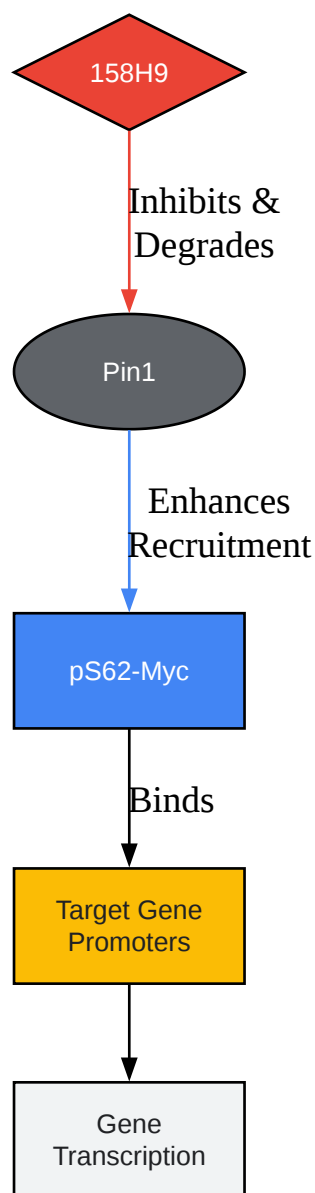 158H9
Inhibits &
Degrades
Pin1
Enhances
Recruitment
pS62-Myc
Binds
Target Gene
Promoters
Gene
Transcription